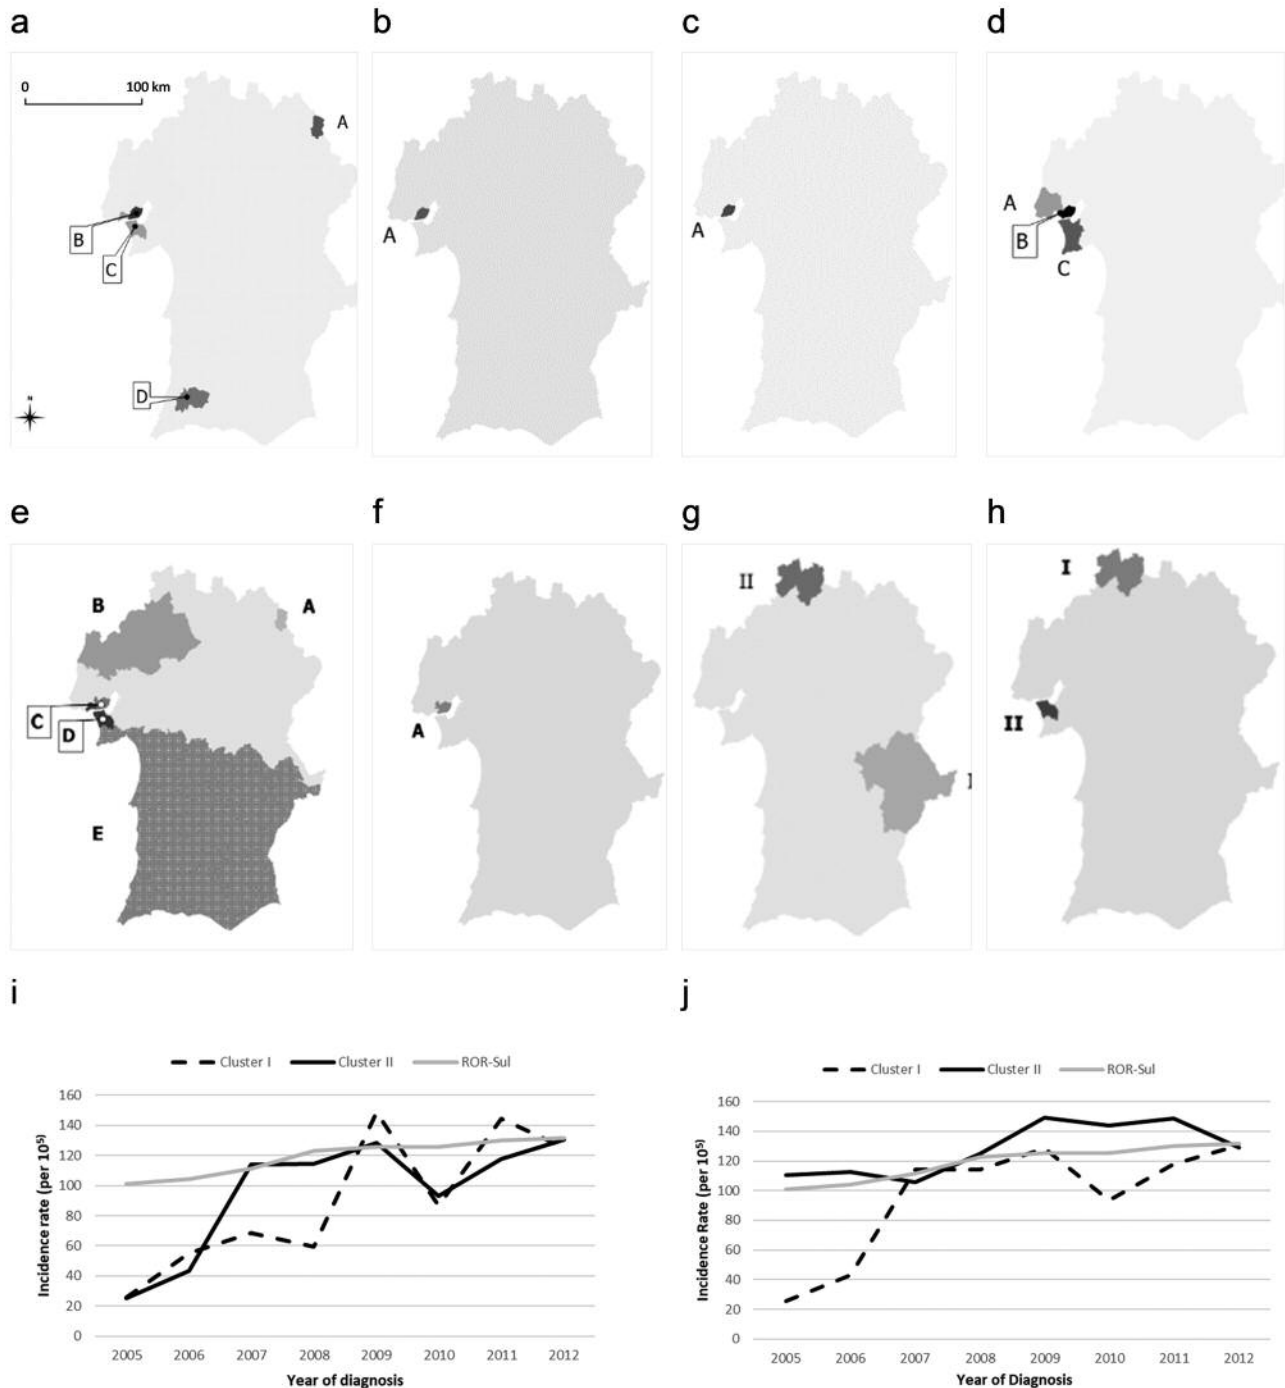 a
b
c
d
0 100 km
A
B
C
D
N
A
A
A
B
C
e
f
g
h
B
A
C
D
E
A
II
I
I
II
i
j
Cluster I Cluster II ROR-Sul
160
140
120
100
80
60
40
20
0
Incidence rate (per 10⁵)
2005 2006 2007 2008 2009 2010 2011 2012
Year of diagnosis
Cluster I Cluster II ROR-Sul
160
140
120
100
80
60
40
20
0
Incidence Rate (per 10⁵)
2005 2006 2007 2008 2009 2010 2011 2012
Year of Diagnosis